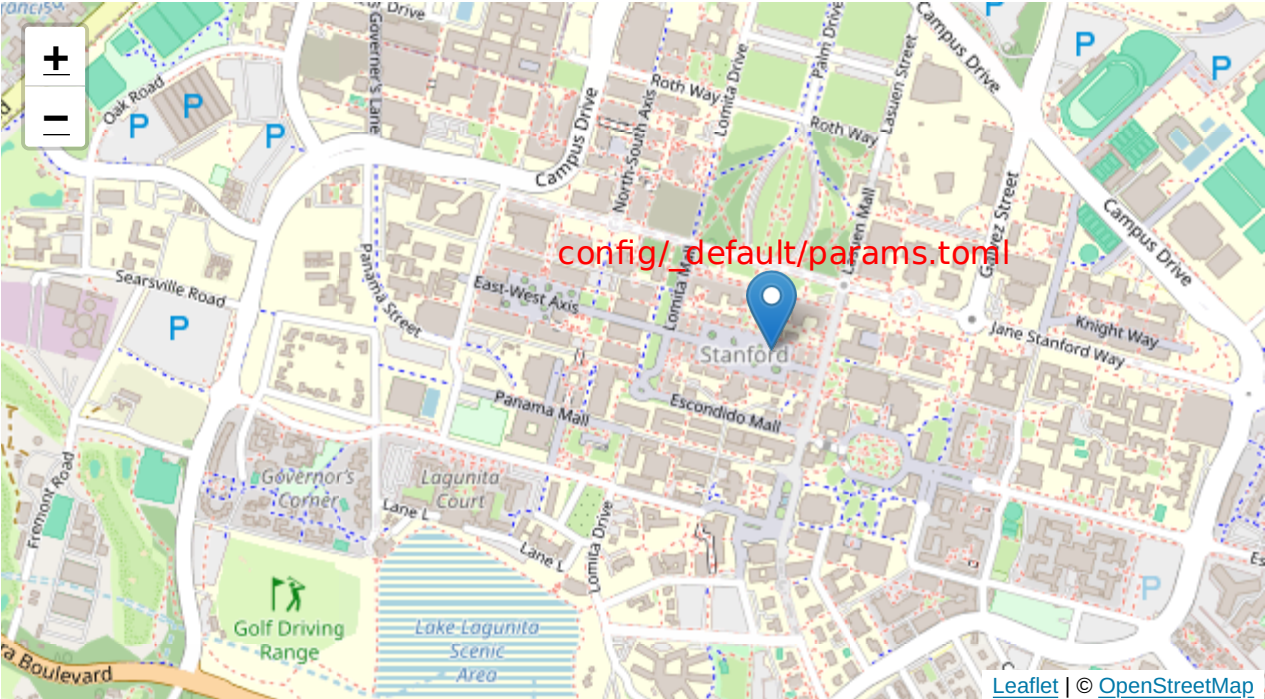 +
−
Oak Road
Governor's Lane
Drive
Campus Drive
North-South Axis
Roth Way
Lomita Drive
Palm Drive
Roth Way
Lasuen Street
Campus Drive
P
P
P
P
P
P
Campus Drive
Galvez Street
config/_default/params.toml
Searsville Road
P
Panama Street
East-West Axis
Lomita Mall
Stanford
Knight Way
Jane Stanford Way
Panama Mall
Escondido Mall
Governor's
Corner
Lagunita
Court
Lane L
Lane L
Lomita Drive
Fremont Road
Golf Driving
Range
Lake Lagunita
Scenic
Area
P
ra Boulevard
Leaflet | © OpenStreetMap